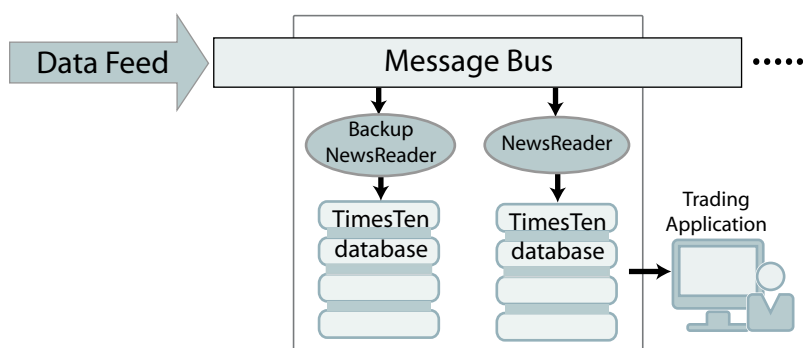 Data Feed
Message Bus
Backup
NewsReader
NewsReader
TimesTen
database
TimesTen
database
Trading
Application